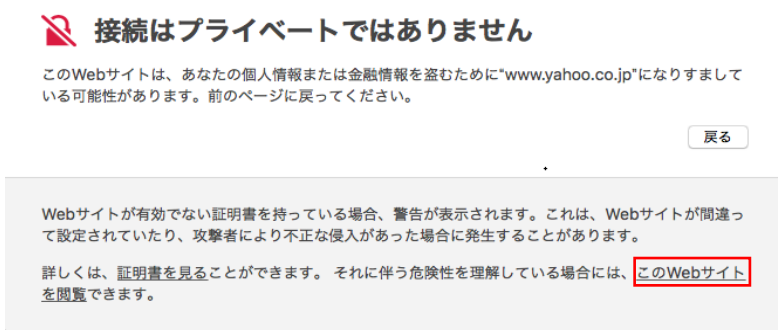 接続はプライベートではありません
このWebサイトは、あなたの個人情報または金融情報を盗むために"www.yahoo.co.jp"になりすまして
いる可能性があります。前のページに戻ってください。
戻る
Webサイトが有効でない証明書を持っている場合、警告が表示されます。これは、Webサイトが間違っ
て設定されていたり、攻撃者により不正な侵入があった場合に発生することがあります。
詳しくは、証明書を見ることができます。 それに伴う危険性を理解している場合には、このWebサイト
を閲覧できます。